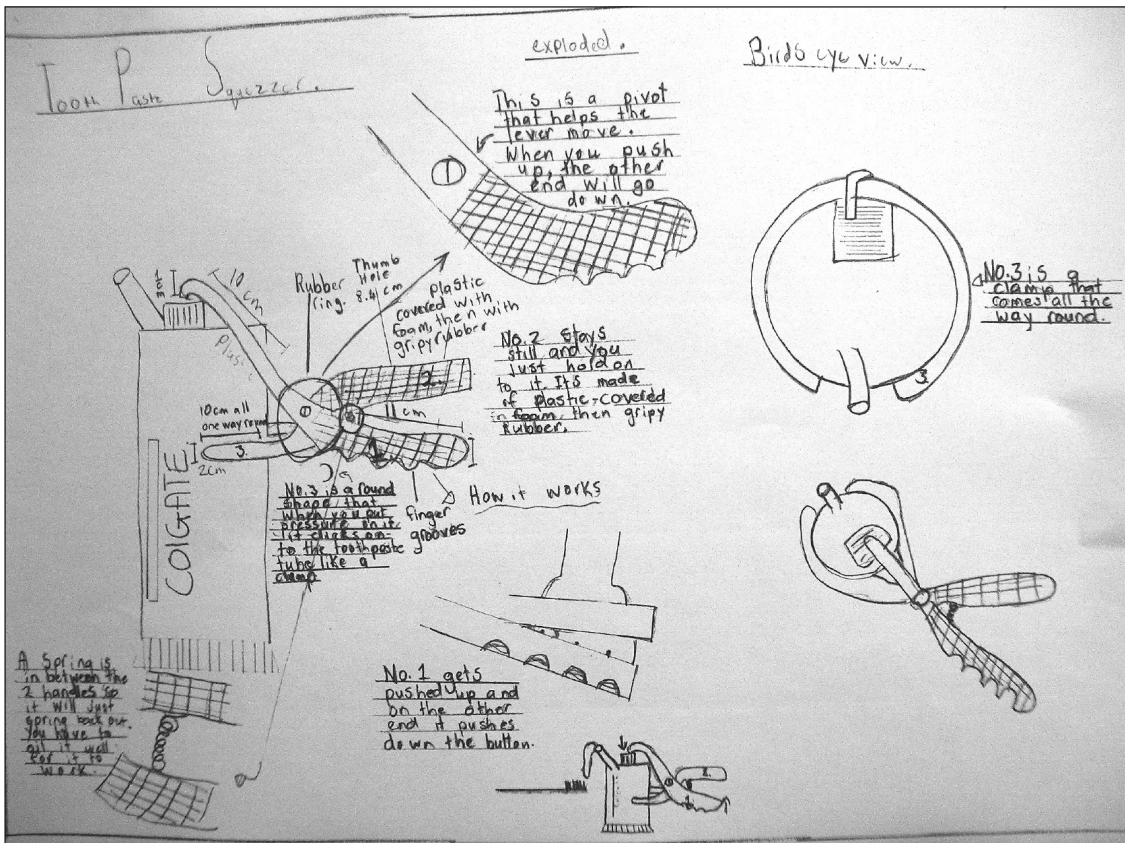 Tooth Paste Squezzer.
exploded.
Birds eye view.
This is a pivot
that helps the
lever move.
When you push
up, the other
end will go
down.
1
Rubber
ring.
Thumb
Hole
8.4 cm
plastic
covered with
foam, then with
gripy rubber
10 cm
1cm
Plastic
No. 2 stays
still and you
just hold on
to it. It's made
of plastic, covered
in foam, then gripy
Rubber.
No. 3 is a
clamp that
comes all the
way round.
3.
2.
11 cm
1
10cm all
one way round
3.
2cm
No. 3 is a round
shape that
when you put
pressure on it
it clicks on
to the toothpaste
tube like a
clamp
finger
grooves
COlGATE
How it works
A Spring is
in between the
2 handles so
it will just
spring back out.
You have to
oil it well
for it to
work.
No. 1 gets
pushed up and
on the other
end it pushes
down the button.
2.
1